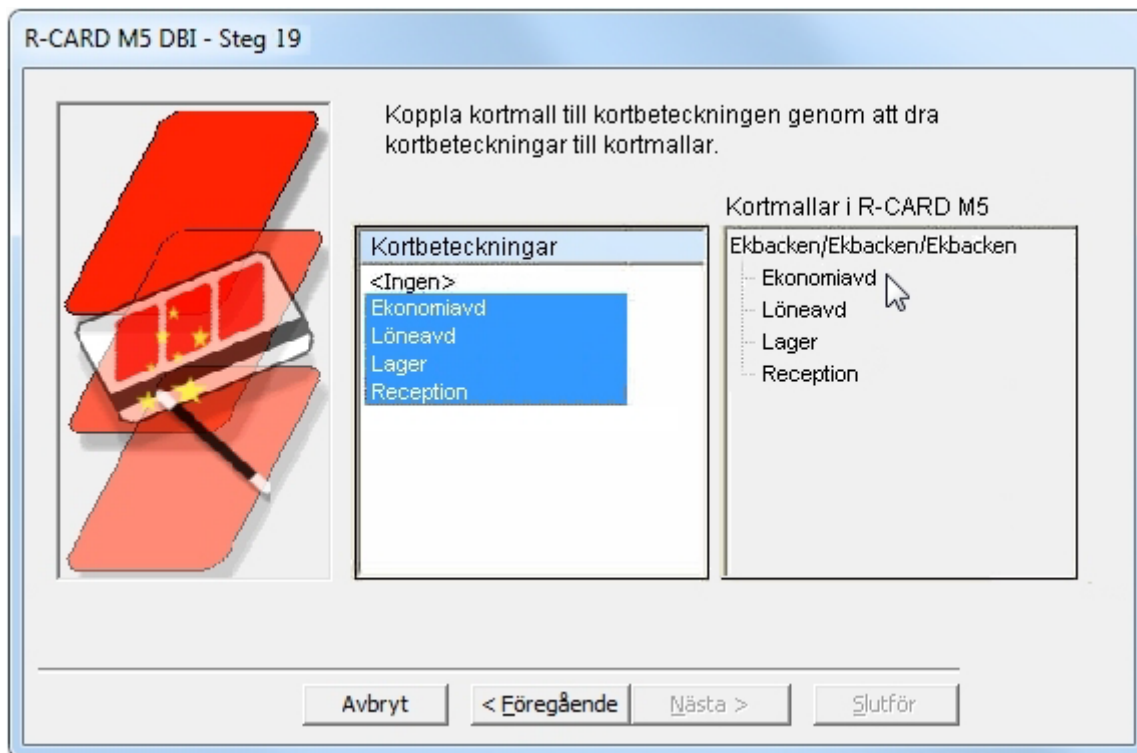 R-CARD M5 DBI - Steg 19
Koppla kortmall till kortbeteckningen genom att dra
kortbeteckningar till kortmallar.
Kortbeteckningar
<Ingen>
Ekonomiavd
Löneavd
Lager
Reception
Kortmallar i R-CARD M5
Ekbacken/Ekbacken/Ekbacken
Ekonomiavd
Löneavd
Lager
Reception
Avbryt
< Föregående
Nästa >
Slutför